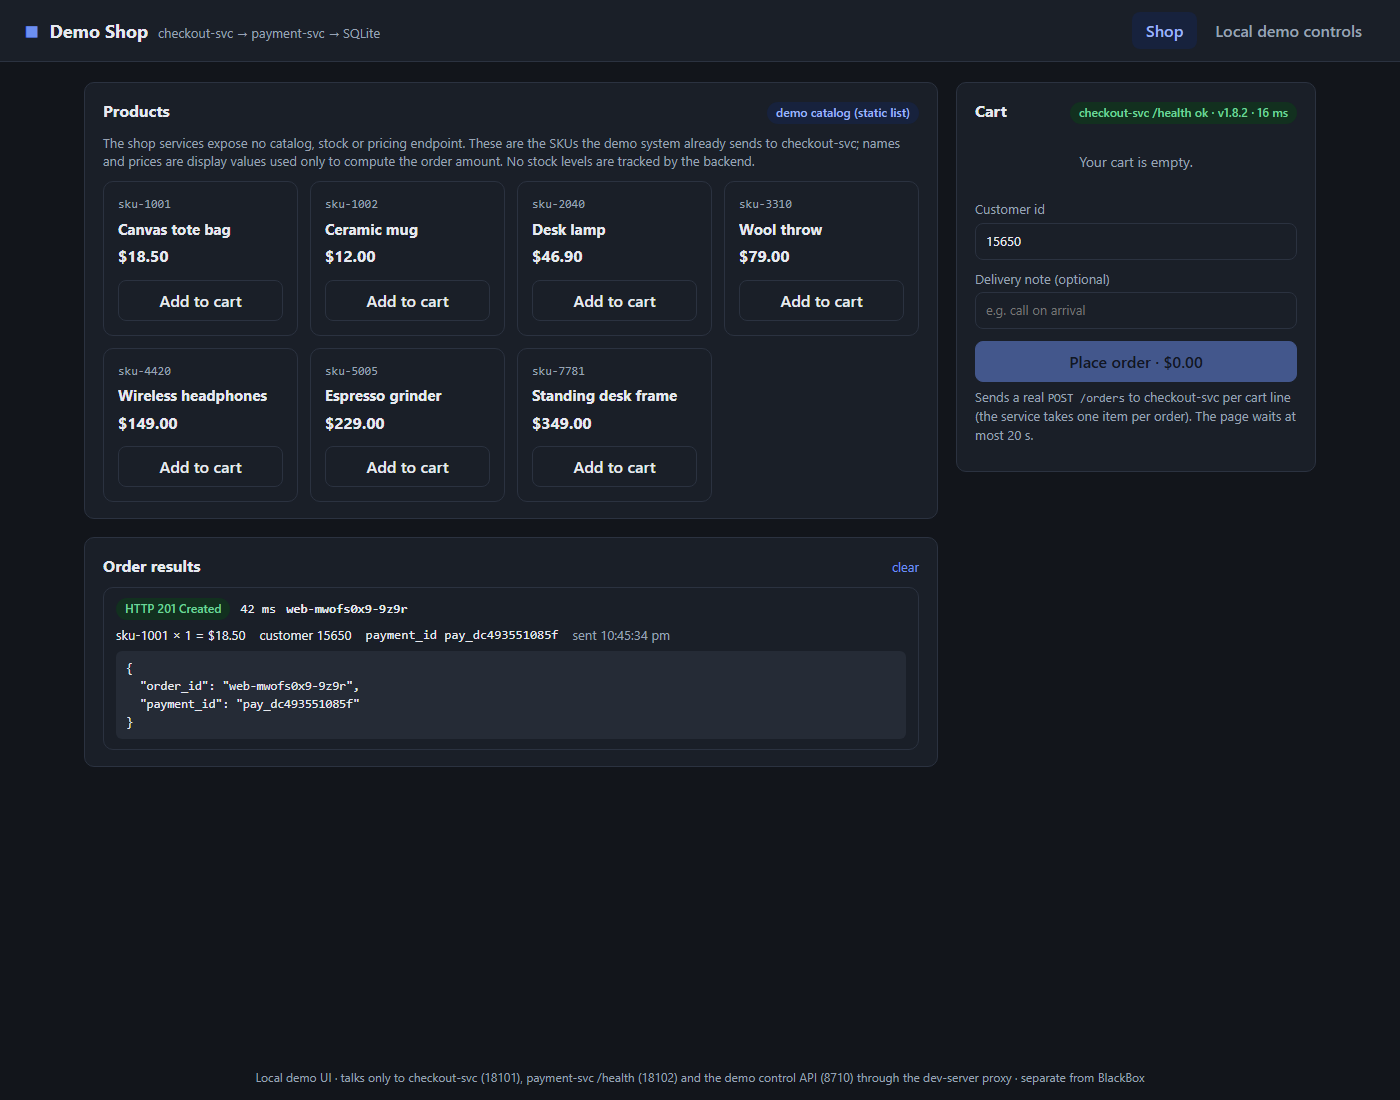 Demo Shop checkout-svc → payment-svc → SQLite
Shop Local demo controls
Products
demo catalog (static list)
The shop services expose no catalog, stock or pricing endpoint. These are the SKUs the demo system already sends to checkout-svc; names
and prices are display values used only to compute the order amount. No stock levels are tracked by the backend.
sku-1001
Canvas tote bag
$18.50
Add to cart
sku-1002
Ceramic mug
$12.00
Add to cart
sku-2040
Desk lamp
$46.90
Add to cart
sku-3310
Wool throw
$79.00
Add to cart
sku-4420
Wireless headphones
$149.00
Add to cart
sku-5005
Espresso grinder
$229.00
Add to cart
sku-7781
Standing desk frame
$349.00
Add to cart
Cart
checkout-svc /health ok · v1.8.2 · 16 ms
Your cart is empty.
Customer id
15650
Delivery note (optional)
e.g. call on arrival
Place order · $0.00
Sends a real POST /orders to checkout-svc per cart line
(the service takes one item per order). The page waits at
most 20 s.
Order results
clear
HTTP 201 Created 42 ms web-mwofs0x9-9z9r
sku-1001 × 1 = $18.50 customer 15650 payment_id pay_dc493551085f sent 10:45:34 pm
{
"order_id": "web-mwofs0x9-9z9r",
"payment_id": "pay_dc493551085f"
}
Local demo UI · talks only to checkout-svc (18101), payment-svc /health (18102) and the demo control API (8710) through the dev-server proxy · separate from BlackBox